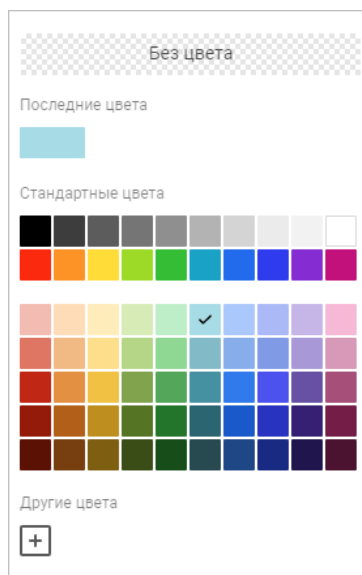 Без цвета
Последние цвета
Стандартные цвета
Другие цвета